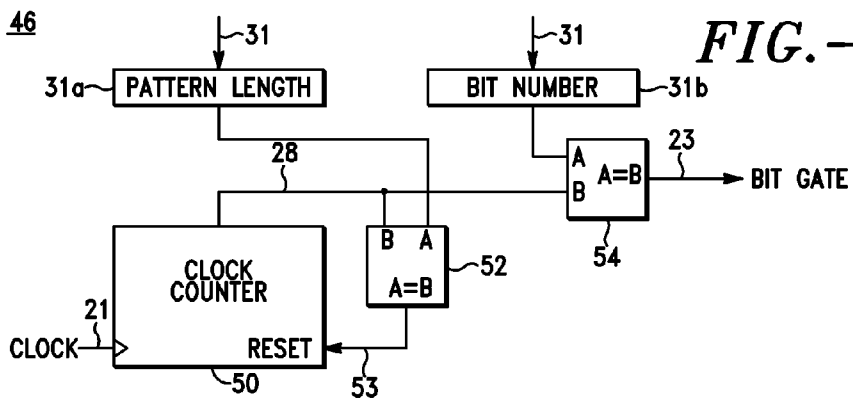 46
31
31
FIG.-
31a
PATTERN LENGTH
BIT NUMBER
31b
28
A
B
A=B
23
BIT GATE
54
B A
A=B
52
CLOCK
COUNTER
CLOCK
21
RESET
53
50